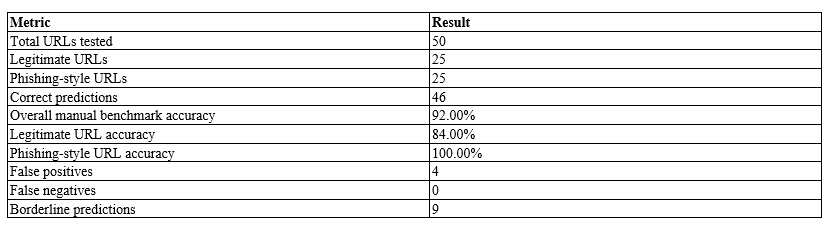 Metric Result
Total URLs tested 50
Legitimate URLs 25
Phishing-style URLs 25
Correct predictions 46
Overall manual benchmark accuracy 92.00%
Legitimate URL accuracy 84.00%
Phishing-style URL accuracy 100.00%
False positives 4
False negatives 0
Borderline predictions 9